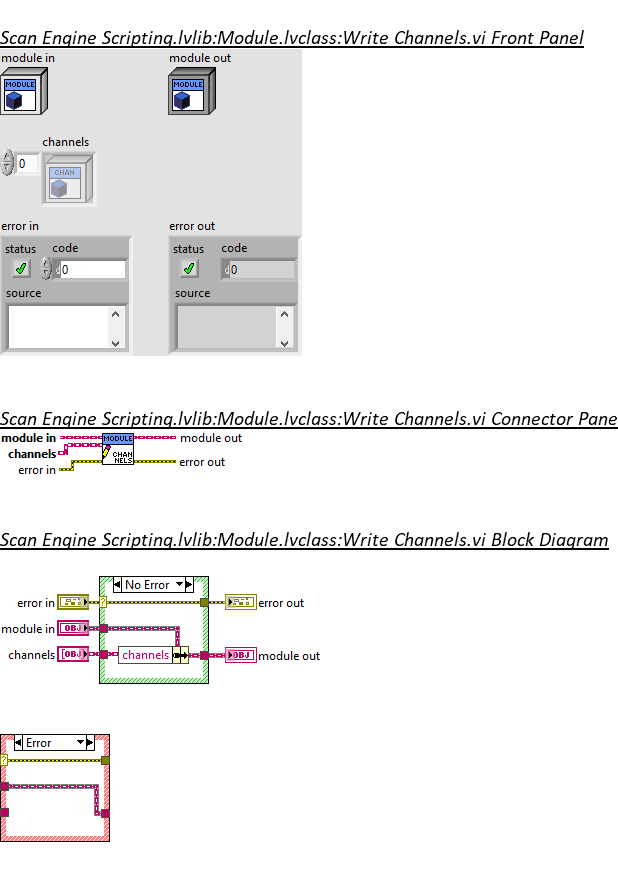 Scan Engine Scripting.lvlib:Module.lvclass:Write Channels.vi Front Panel
module in module out
MODULE MODULE
channels
0 CHAN
error in error out
status code status code
0 d0
source source
Scan Engine Scripting.lvlib:Module.lvclass:Write Channels.vi Connector Pane
module in MODULE module out
channels CHAN
NELS error out
error in
Scan Engine Scripting.lvlib:Module.lvclass:Write Channels.vi Block Diagram
No Error
error in ? error out
module in OBJ
channels [OBJ] channels OBJ module out
Error
?